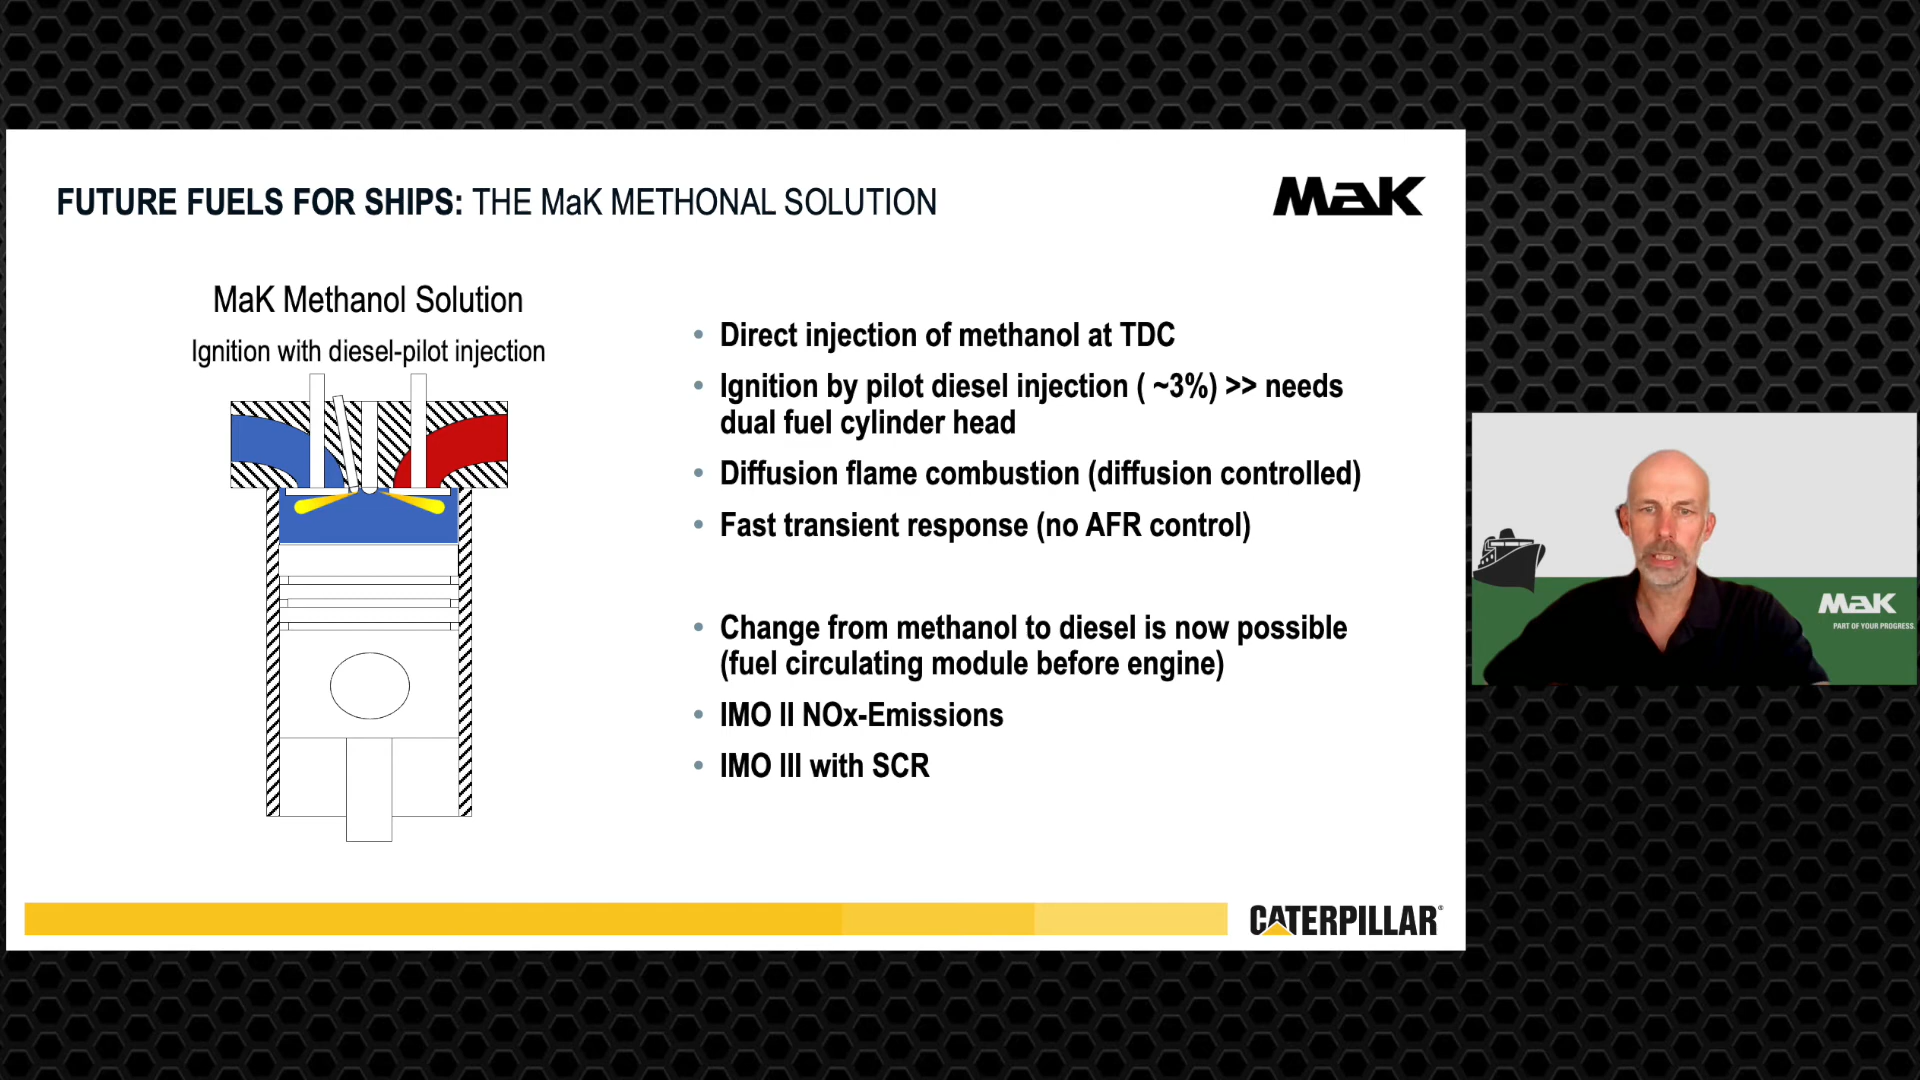 FUTURE FUELS FOR SHIPS: THE MaK METHONAL SOLUTION
MaK
MaK Methanol Solution
Ignition with diesel-pilot injection
• Direct injection of methanol at TDC
• Ignition by pilot diesel injection ( ~3%) >> needs
dual fuel cylinder head
• Diffusion flame combustion (diffusion controlled)
• Fast transient response (no AFR control)
• Change from methanol to diesel is now possible
(fuel circulating module before engine)
• IMO II NOx-Emissions
• IMO III with SCR
CATERPILLAR®
MaK
PART OF YOUR PROGRESS.